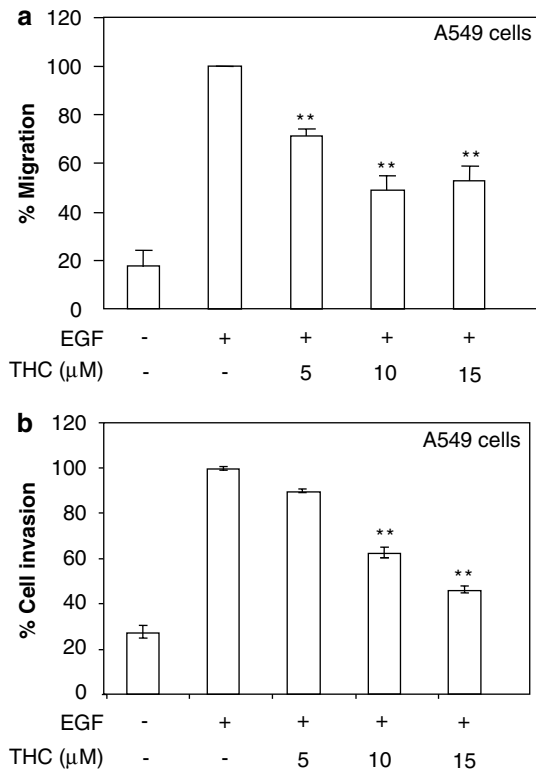 a
A549 cells
% Migration
120
100
80
60
40
20
0
** ** **
EGF - + + + +
THC (μM) - - 5 10 15
b
A549 cells
% Cell invasion
120
100
80
60
40
20
0
** **
EGF - + + + +
THC (μM) - - 5 10 15